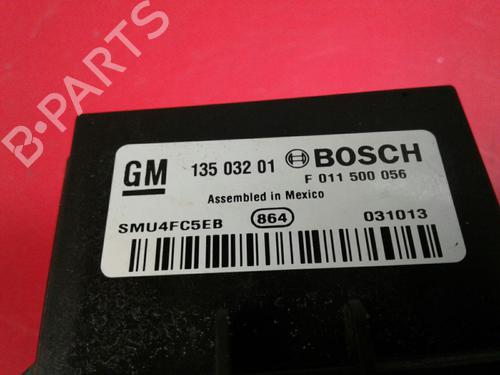 B-PARTS
GM 135 032 01 BOSCH
F 011 500 056
Assembled in Mexico
SMU4FC5EB 864 031013